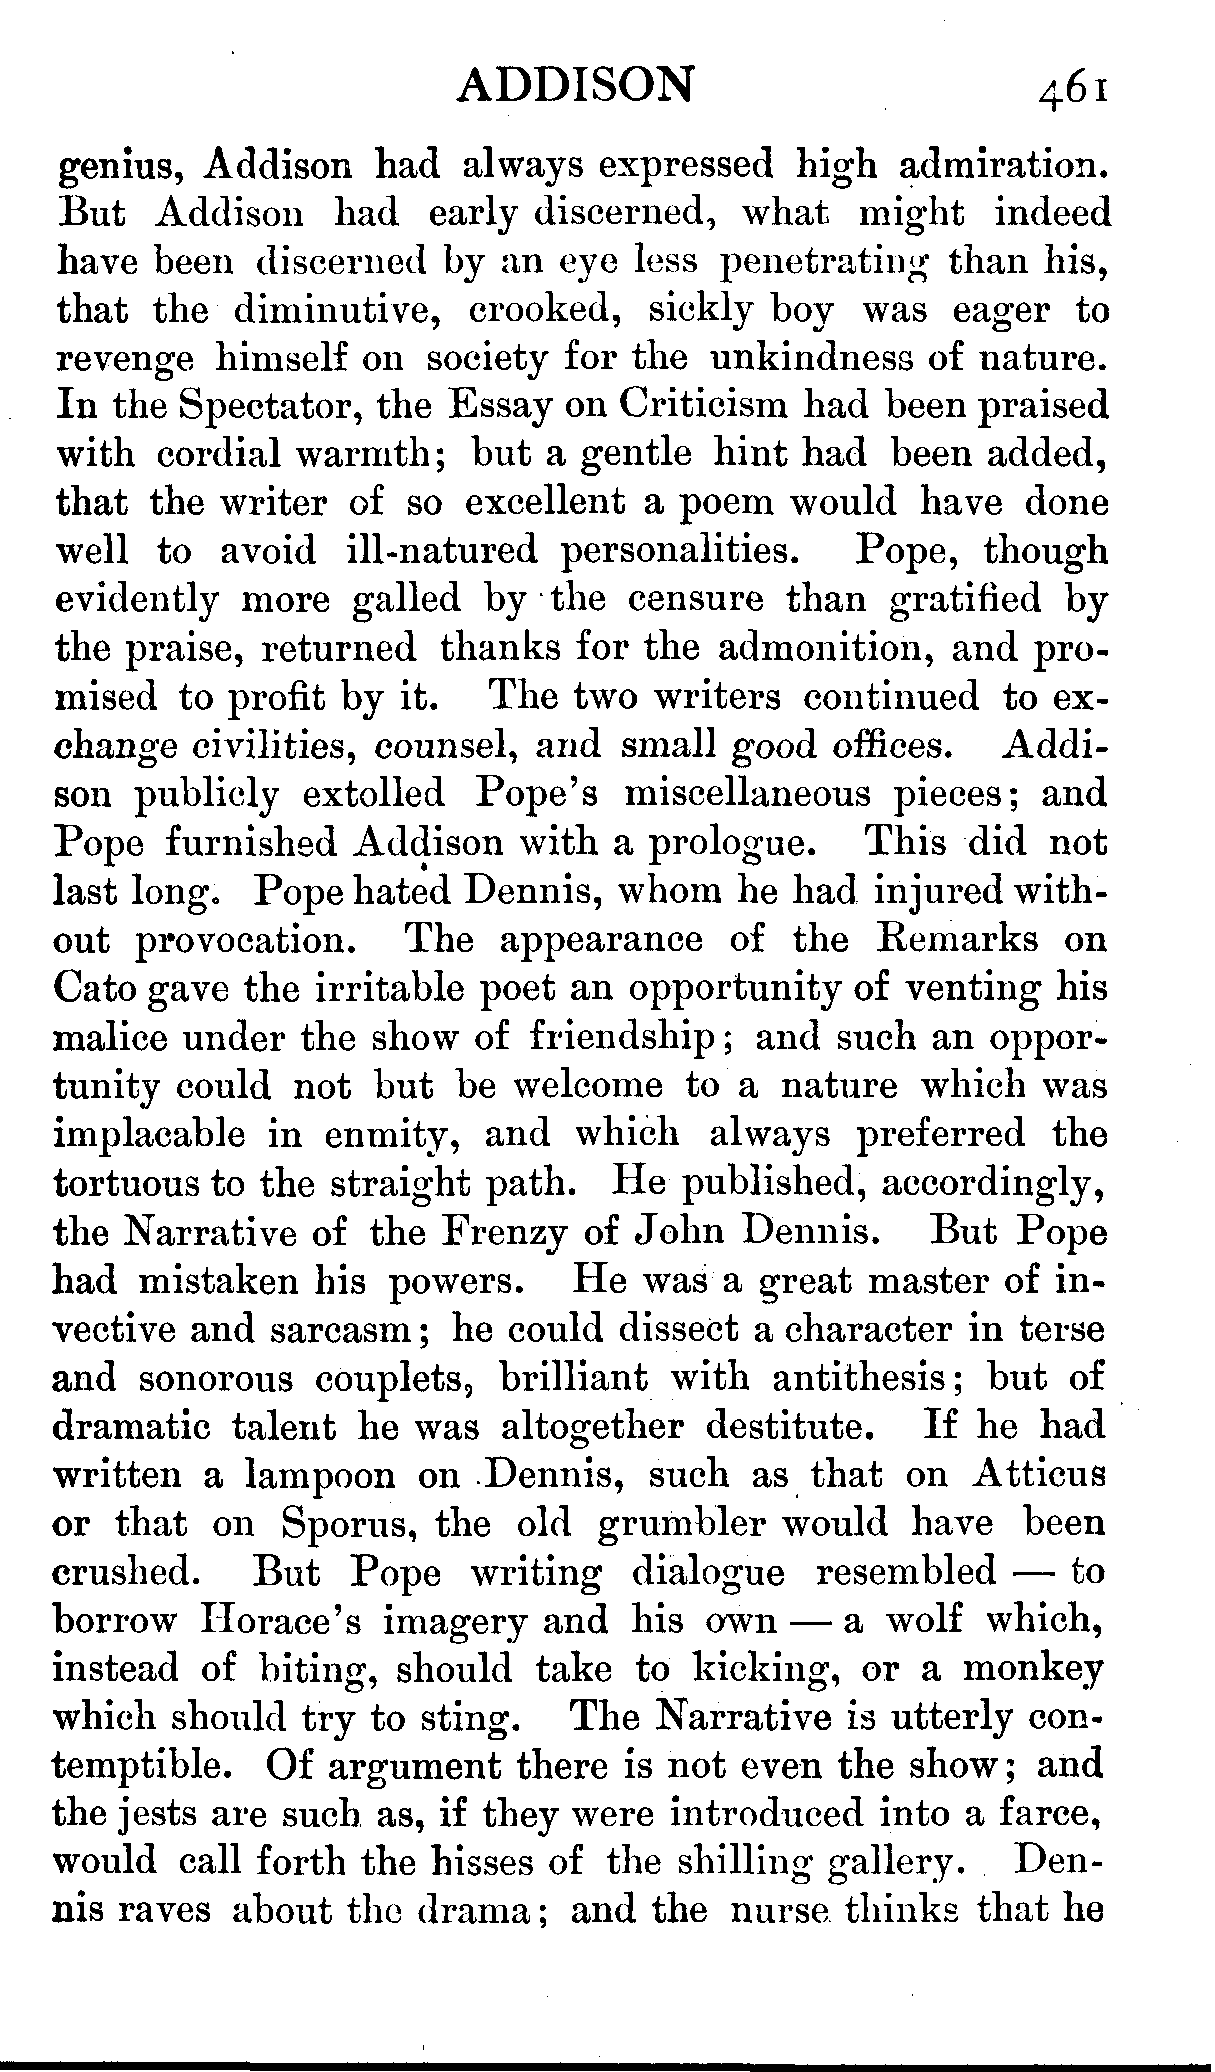 ADDISON 461
genius, Addison had always expressed high admiration.
But Addison had early discerned, what might indeed
have been discerned by an eye less penetrating than his,
that the diminutive, crooked, sickly boy was eager to
revenge himself on society for the unkindness of nature.
In the Spectator, the Essay on Criticism had been praised
with cordial warmth; but a gentle hint had been added,
that the writer of so excellent a poem would have done
well to avoid ill-natured personalities. Pope, though
evidently more galled by the censure than gratified by
the praise, returned thanks for the admonition, and pro-
mised to profit by it. The two writers continued to ex-
change civilities, counsel, and small good offices. Addi-
son publicly extolled Pope's miscellaneous pieces; and
Pope furnished Addison with a prologue. This did not
last long. Pope hated Dennis, whom he had injured with-
out provocation. The appearance of the Remarks on
Cato gave the irritable poet an opportunity of venting his
malice under the show of friendship; and such an oppor-
tunity could not but be welcome to a nature which was
implacable in enmity, and which always preferred the
tortuous to the straight path. He published, accordingly,
the Narrative of the Frenzy of John Dennis. But Pope
had mistaken his powers. He was a great master of in-
vective and sarcasm; he could dissect a character in terse
and sonorous couplets, brilliant with antithesis; but of
dramatic talent he was altogether destitute. If he had
written a lampoon on Dennis, such as that on Atticus
or that on Sporus, the old grumbler would have been
crushed. But Pope writing dialogue resembled — to
borrow Horace's imagery and his own — a wolf which,
instead of biting, should take to kicking, or a monkey
which should try to sting. The Narrative is utterly con-
temptible. Of argument there is not even the show; and
the jests are such as, if they were introduced into a farce,
would call forth the hisses of the shilling gallery. Den-
nis raves about the drama; and the nurse thinks that he